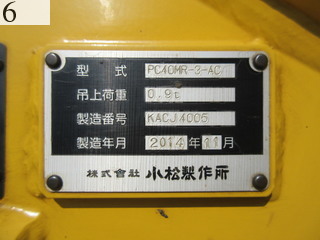 6
型式 PC40MR-3-AC
吊上荷重 0.9t
製造番号 KACJ4005
製造年月 2014年11月
株式會社 小松製作所